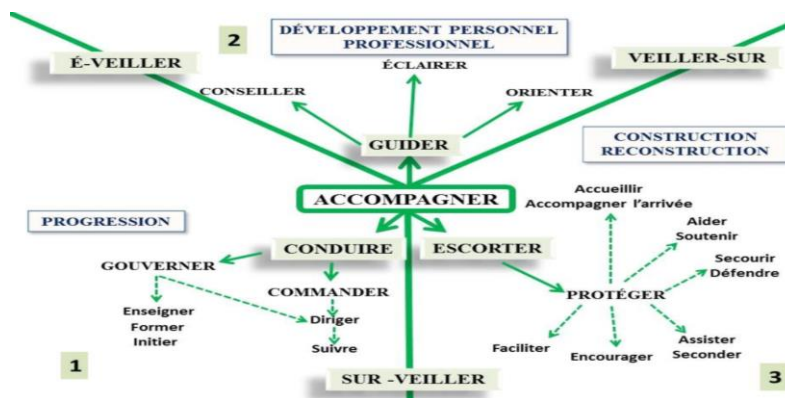 2
DÉVELOPPEMENT PERSONNEL
PROFESSIONNEL
É-VEILLER
VEILLER-SUR
ÉCLAIRER
CONSEILLER
ORIENTER
GUIDER
CONSTRUCTION
RECONSTRUCTION
ACCOMPAGNER
PROGRESSION
CONDUIRE
ESCORTER
GOUVERNER
COMMANDER
Enseigner
Former
Initier
Diriger
Suivre
1
SUR -VEILLER
Accueillir
Accompagner l'arrivée
Aider
Soutenir
Secourir
Défendre
PROTÉGER
Faciliter
Encourager
Assister
Seconder
3